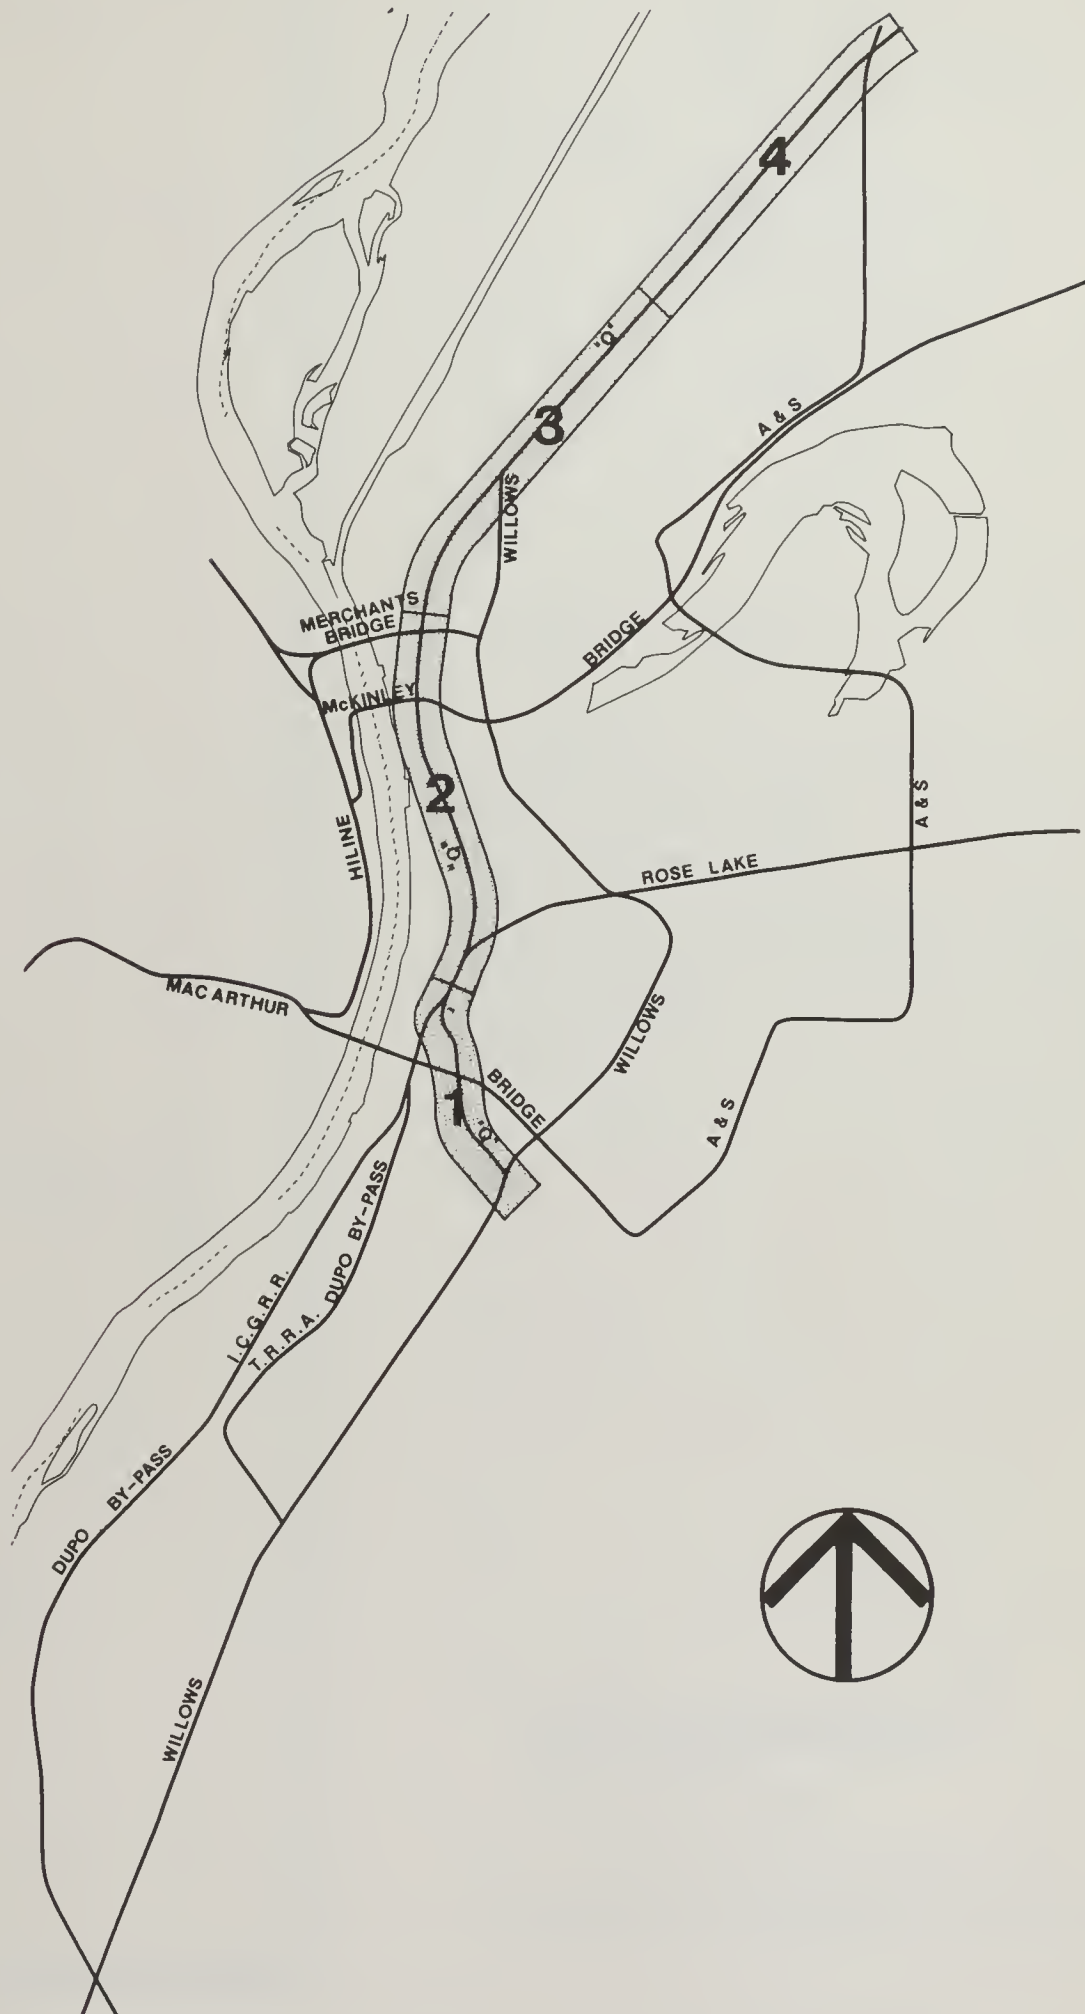 4
"Q"
3
A & S
WILLOWS
MERCHANTS
BRIDGE
BRIDGE
McKINLEY
2
A & S
HILINE
"Q"
ROSE LAKE
MAC ARTHUR
WILLOWS
BRIDGE
1
"Q"
A & S
DUPO BY-PASS
I.C.G.R.R.
T.R.R.A.
DUPO BY-PASS
WILLOWS